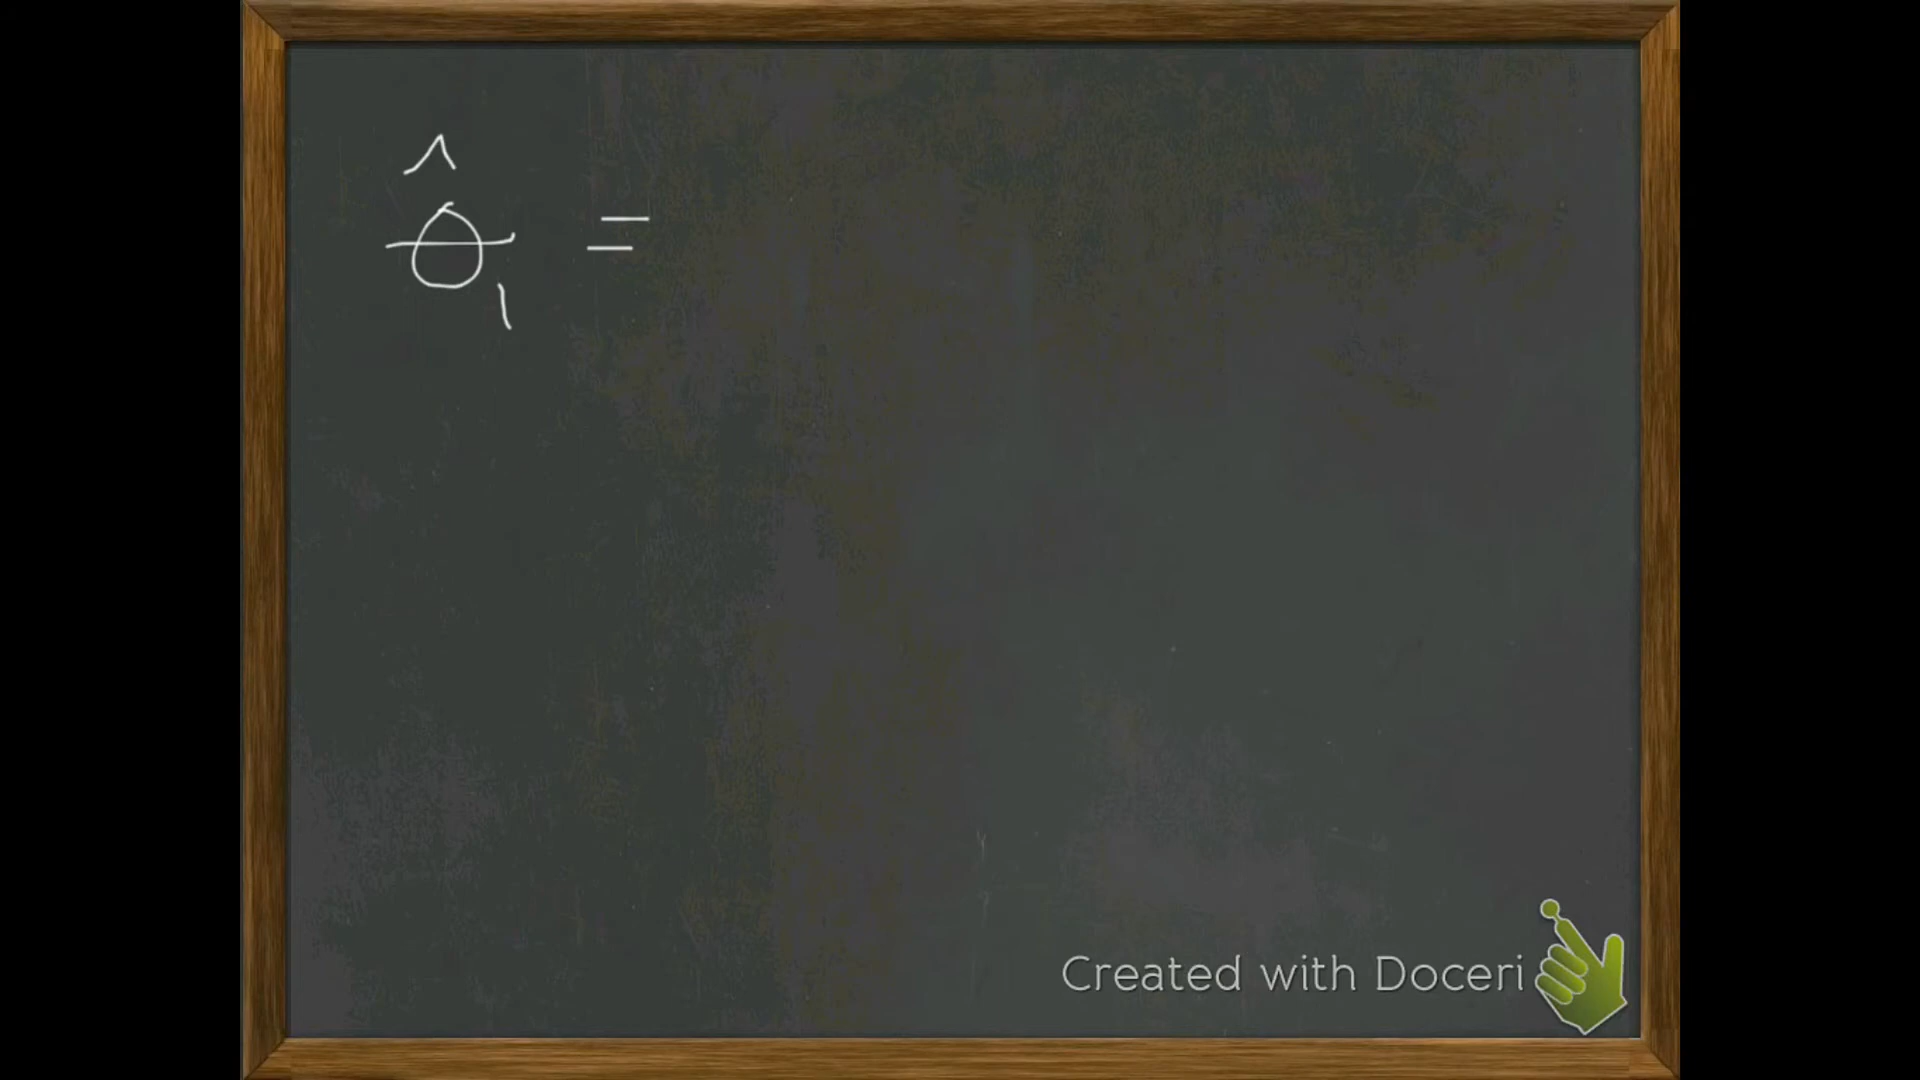 θ̂₁ =
Created with Doceri